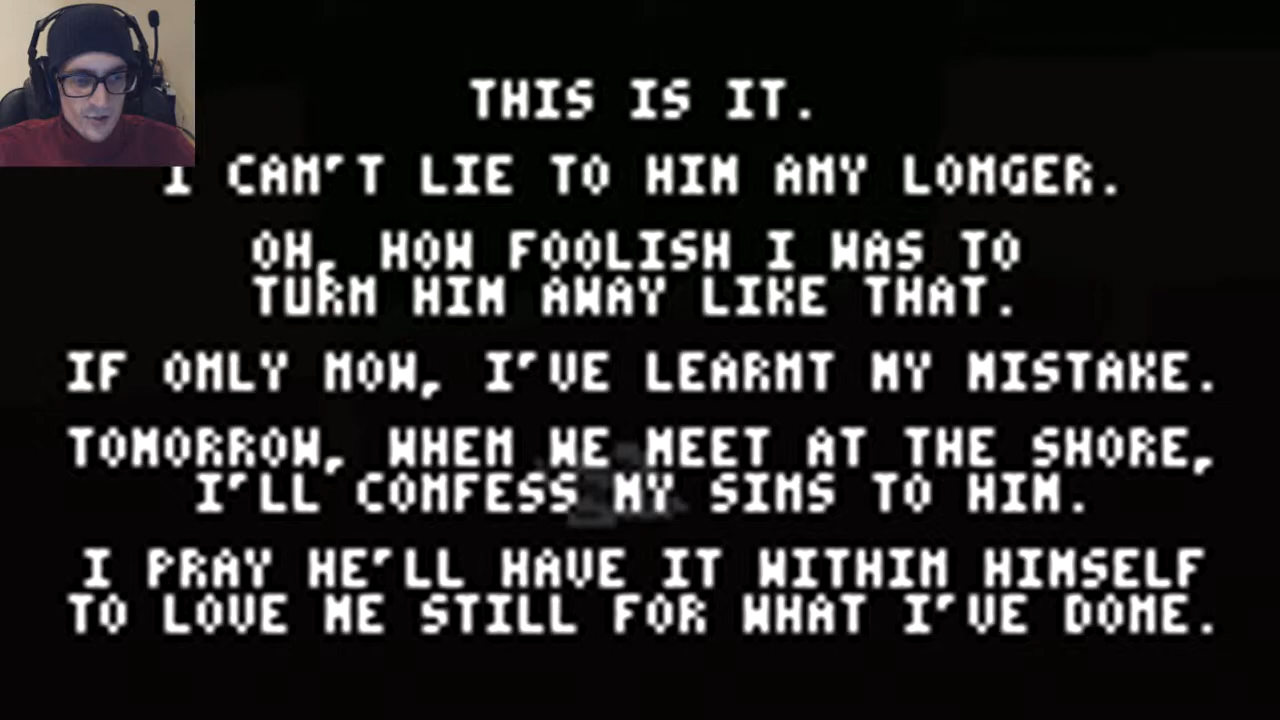 THIS IS IT.
I CAN'T LIE TO HIM ANY LONGER.
OH, HOW FOOLISH I WAS TO
TURN HIM AWAY LIKE THAT.
IF ONLY NOW, I'VE LEARNT MY MISTAKE.
TOMORROW, WHEN WE MEET AT THE SHORE,
I'LL CONFESS MY SINS TO HIM.
I PRAY HE'LL HAVE IT WITHIN HIMSELF
TO LOVE ME STILL FOR WHAT I'VE DONE.